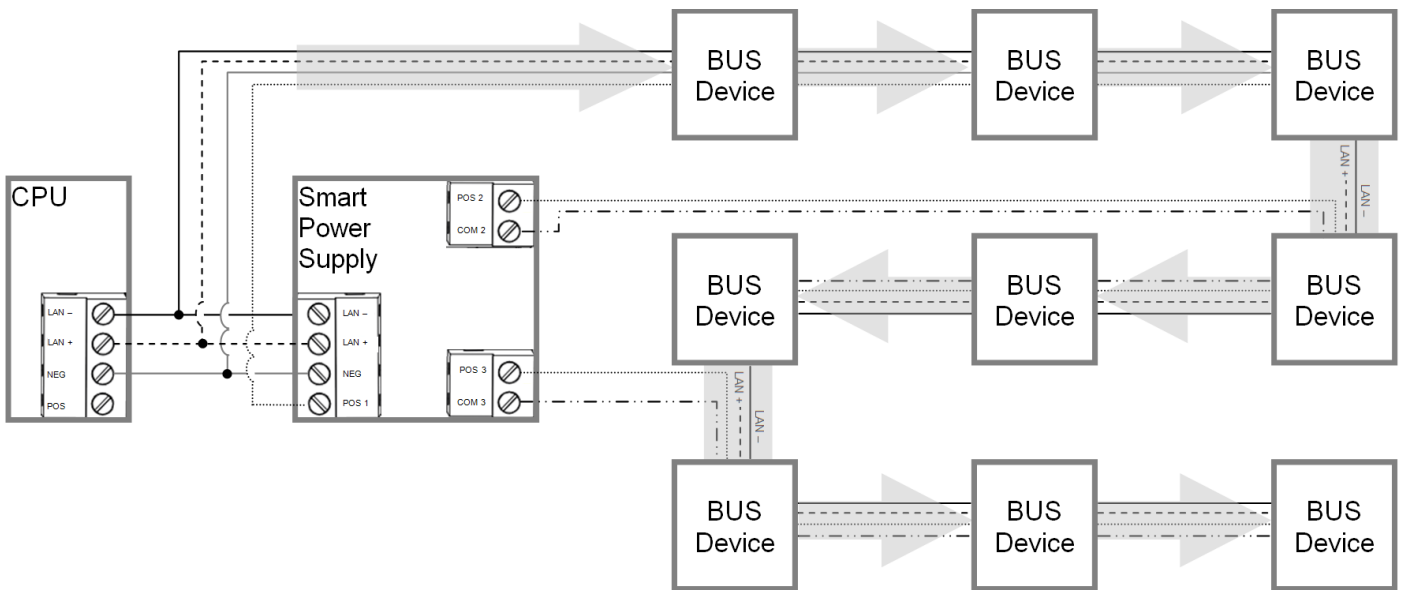 BUS
Device
BUS
Device
BUS
Device
CPU
LAN –
LAN +
NEG
POS
Smart
Power
Supply
POS 2
COM 2
LAN –
LAN +
NEG
POS 1
POS 3
COM 3
LAN +
LAN –
BUS
Device
BUS
Device
BUS
Device
LAN +
LAN –
BUS
Device
BUS
Device
BUS
Device